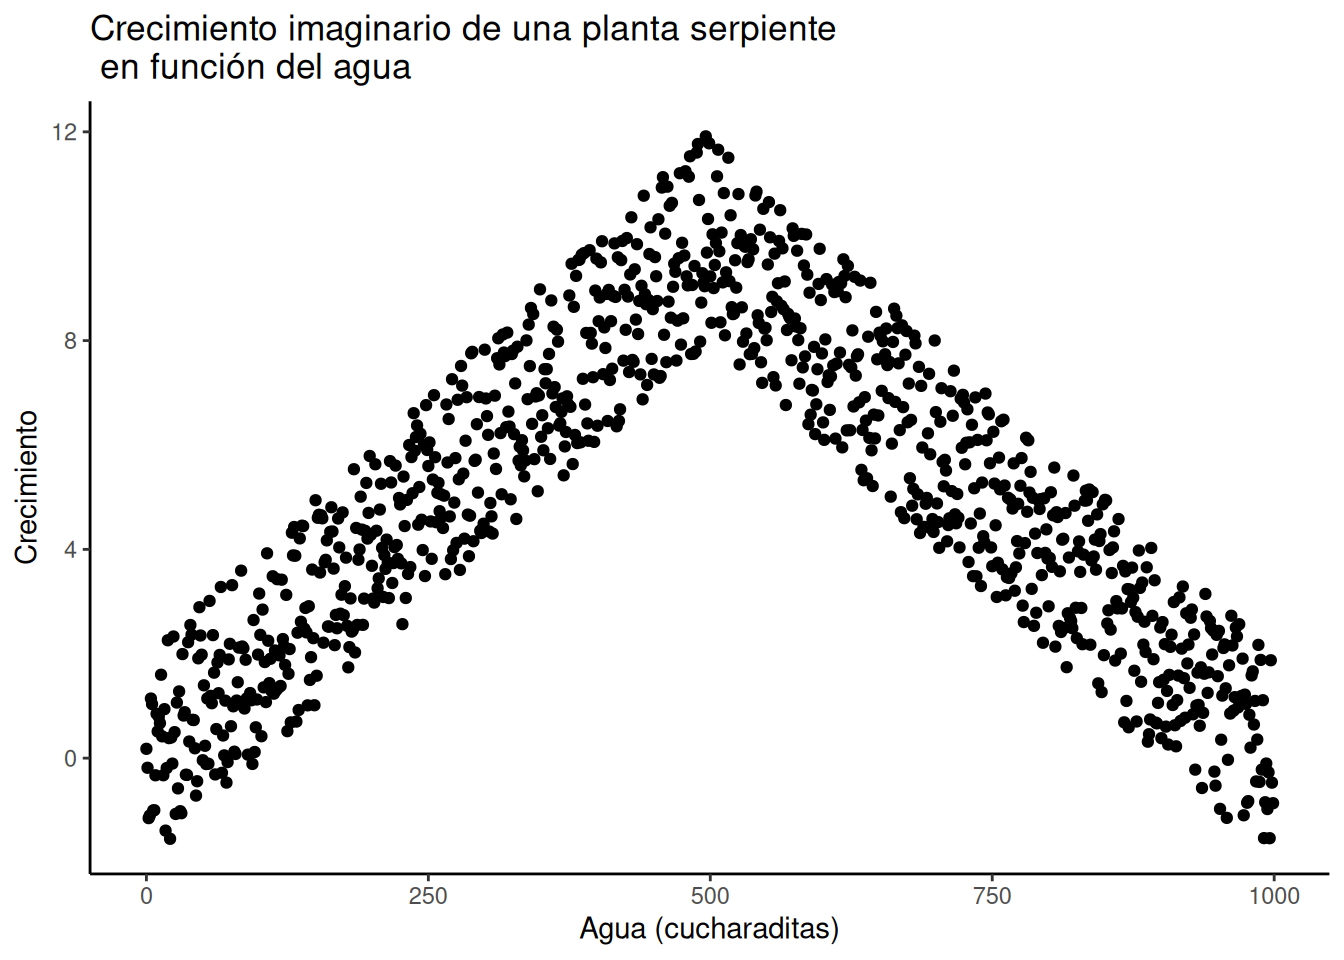 Crecimiento imaginario de una planta serpiente
en función del agua
12
8
4
0
Crecimiento
0 250 500 750 1000
Agua (cucharaditas)